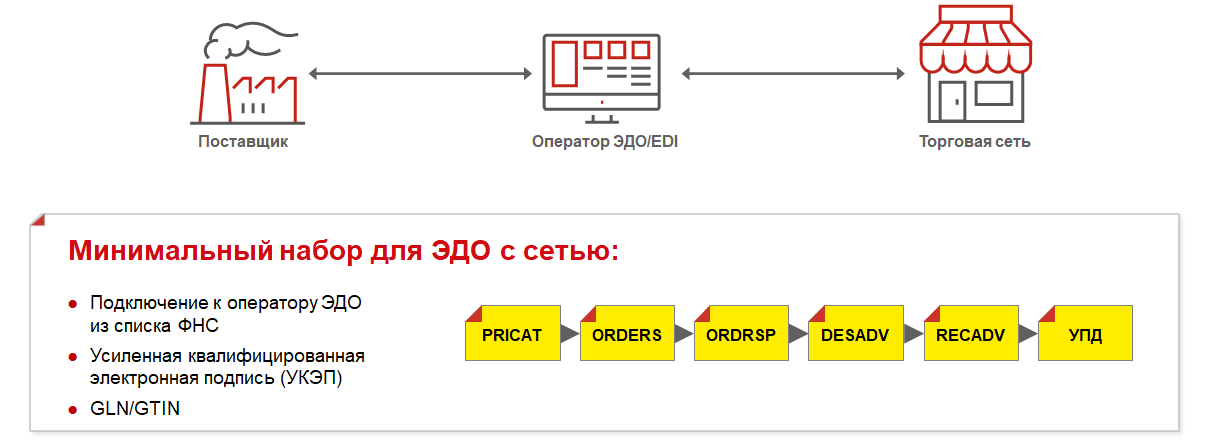 Поставщик
Оператор ЭДО/EDI
Торговая сеть
Минимальный набор для ЭДО с сетью:
Подключение к оператору ЭДО
из списка ФНС
Усиленная квалифицированная
электронная подпись (УКЭП)
GLN/GTIN
PRICAT
ORDERS
ORDRSP
DESADV
RECADV
УПД